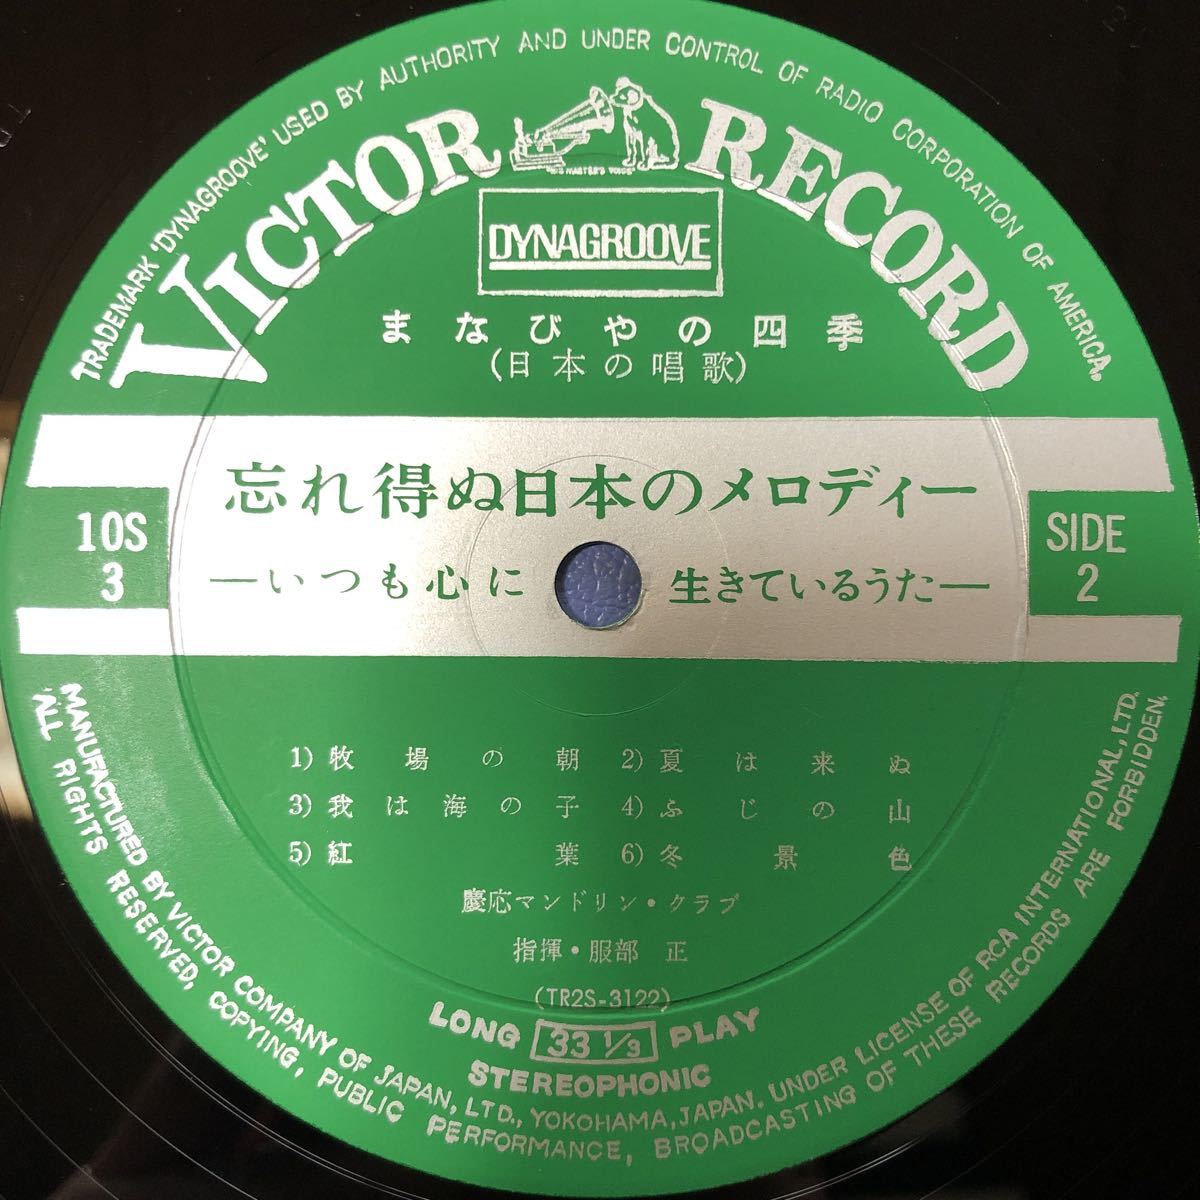 TRADEMARK 'DYNAGROOVE' USED BY AUTHORITY AND UNDER CONTROL OF RADIO CORPORATION OF AMERICA.
VICTOR RECORD
"HIS MASTER'S VOICE"
DYNAGROOVE
まなびやの四季
(日本の唱歌)
忘れ得ぬ日本のメロディー
—いつも心に 生きているうた—
10S
3
SIDE
2
1) 牧場の朝 2) 夏は来ぬ
3) 我は海の子 4) ふじの山
5) 紅葉 6) 冬景色
慶応マンドリン・クラブ
指揮・服部 正
(TR2S-3122)
LONG 33 1/3 PLAY
STEREOPHONIC
MANUFACTURED BY VICTOR COMPANY OF JAPAN, LTD., YOKOHAMA, JAPAN. UNDER LICENSE OF RCA INTERNATIONAL, LTD.
ALL RIGHTS RESERVED, COPYING, PUBLIC PERFORMANCE, BROADCASTING OF THESE RECORDS ARE FORBIDDEN.